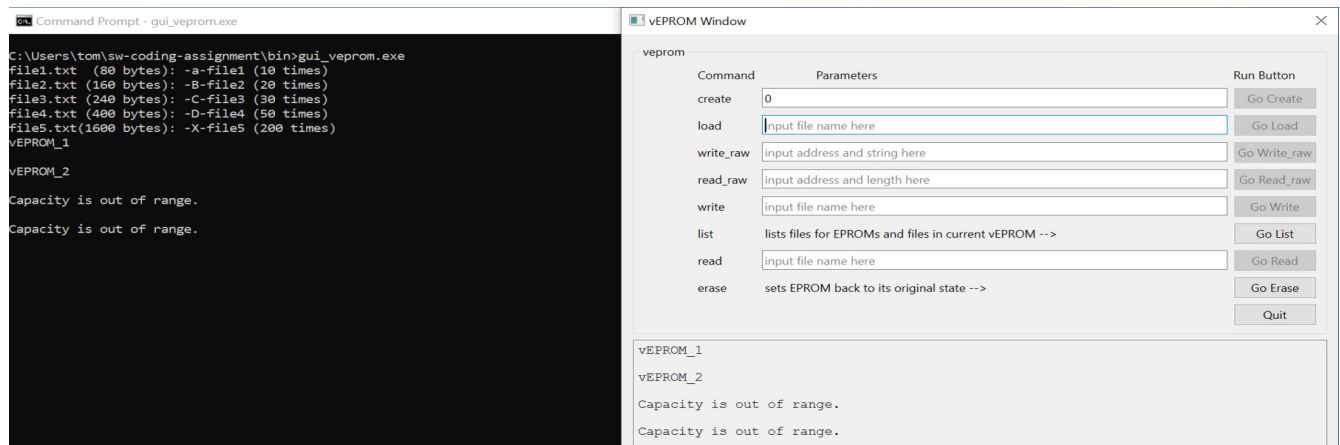 Command Prompt - gui_veprom.exe
C:\Users\tom\sw-coding-assignment\bin>gui_veprom.exe
file1.txt  (80 bytes): -a-file1 (10 times)
file2.txt (160 bytes): -B-file2 (20 times)
file3.txt (240 bytes): -C-file3 (30 times)
file4.txt (400 bytes): -D-file4 (50 times)
file5.txt(1600 bytes): -X-file5 (200 times)
vEPROM_1
vEPROM_2
Capacity is out of range.
Capacity is out of range.
vEPROM Window
veprom
Command Parameters Run Button
create 0 Go Create
load input file name here Go Load
write_raw input address and string here Go Write_raw
read_raw input address and length here Go Read_raw
write input file name here Go Write
list lists files for EPROMs and files in current vEPROM --> Go List
read input file name here Go Read
erase sets EPROM back to its original state --> Go Erase
Quit
vEPROM_1
vEPROM_2
Capacity is out of range.
Capacity is out of range.